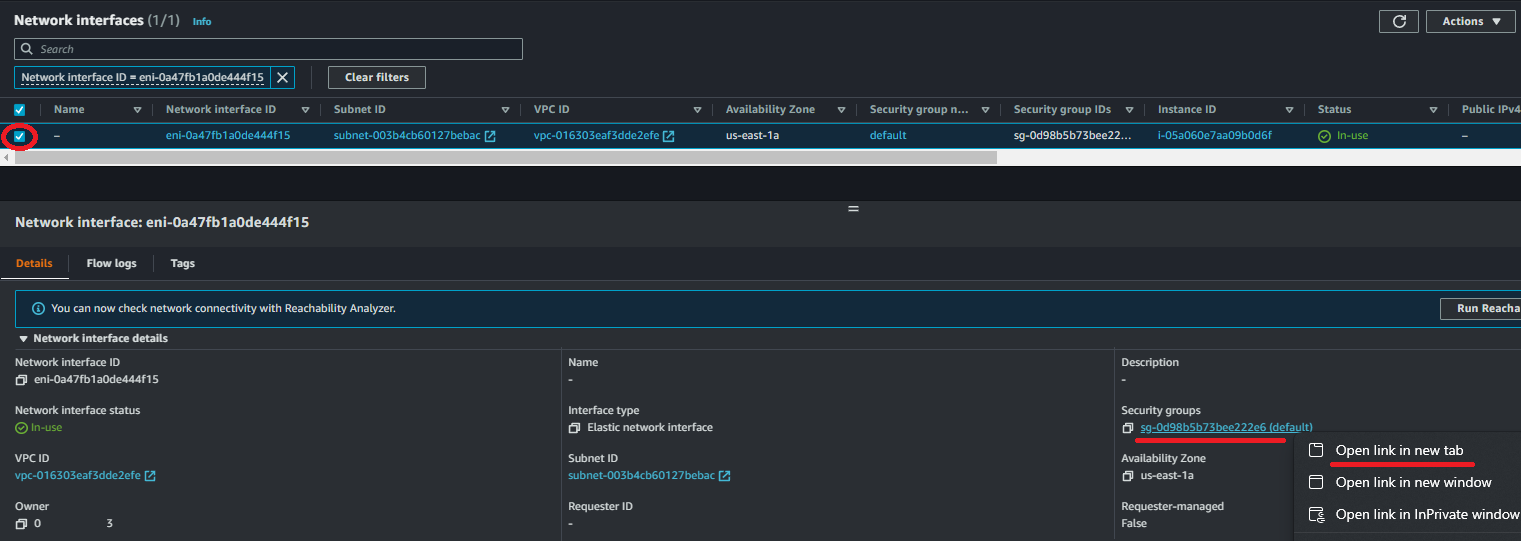 Network interfaces (1/1) Info
Actions
Search
Network interface ID = eni-0a47fb1a0de444f15
Clear filters
Name Network interface ID Subnet ID VPC ID Availability Zone Security group n... Security group IDs Instance ID Status Public IPv4
– eni-0a47fb1a0de444f15 subnet-003b4cb60127bebac vpc-016303eaf3dde2efe us-east-1a default sg-0d98b5b73bee22... i-05a060e7aa09b0d6f In-use –
Network interface: eni-0a47fb1a0de444f15
Details Flow logs Tags
You can now check network connectivity with Reachability Analyzer.
Run Reacha
Network interface details
Network interface ID
eni-0a47fb1a0de444f15
Name
-
Description
-
Network interface status
In-use
Interface type
Elastic network interface
Security groups
sg-0d98b5b73bee222e6 (default)
VPC ID
vpc-016303eaf3dde2efe
Subnet ID
subnet-003b4cb60127bebac
Availability Zone
us-east-1a
Owner
0 3
Requester ID
-
Requester-managed
False
Open link in new tab
Open link in new window
Open link in InPrivate window